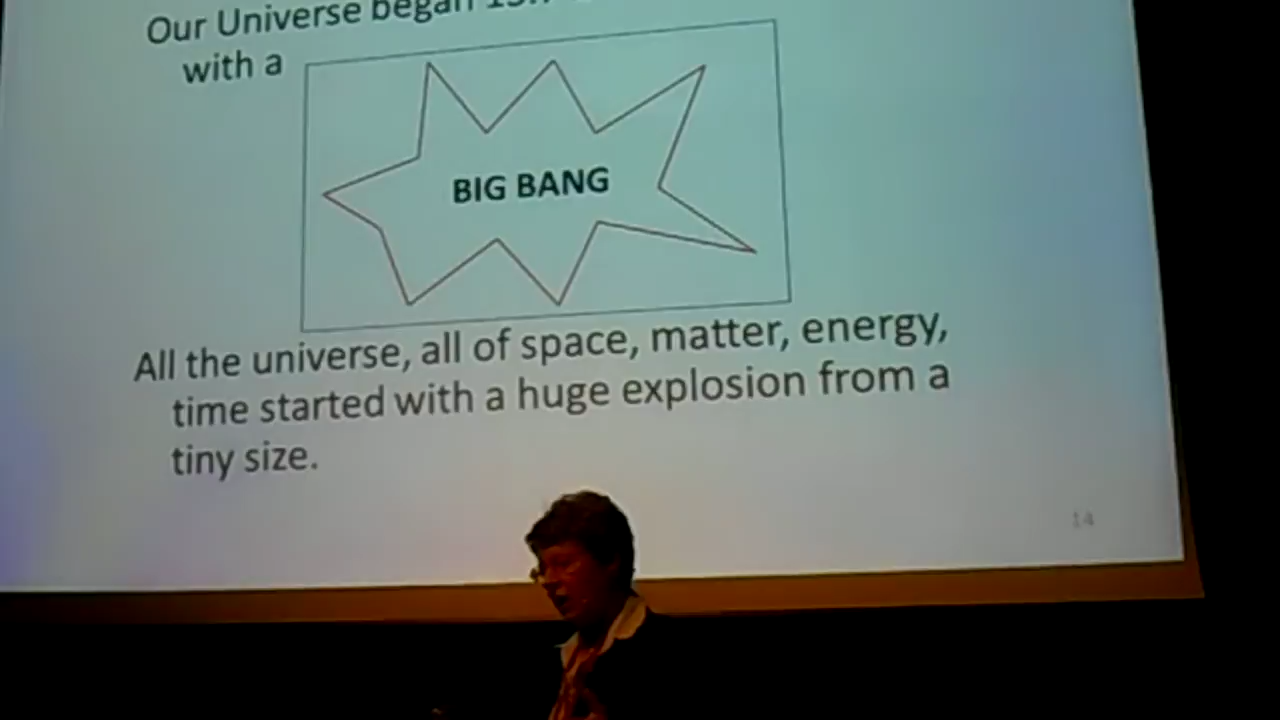 Our Universe began
with a
BIG BANG
All the universe, all of space, matter, energy,
time started with a huge explosion from a
tiny size.
14